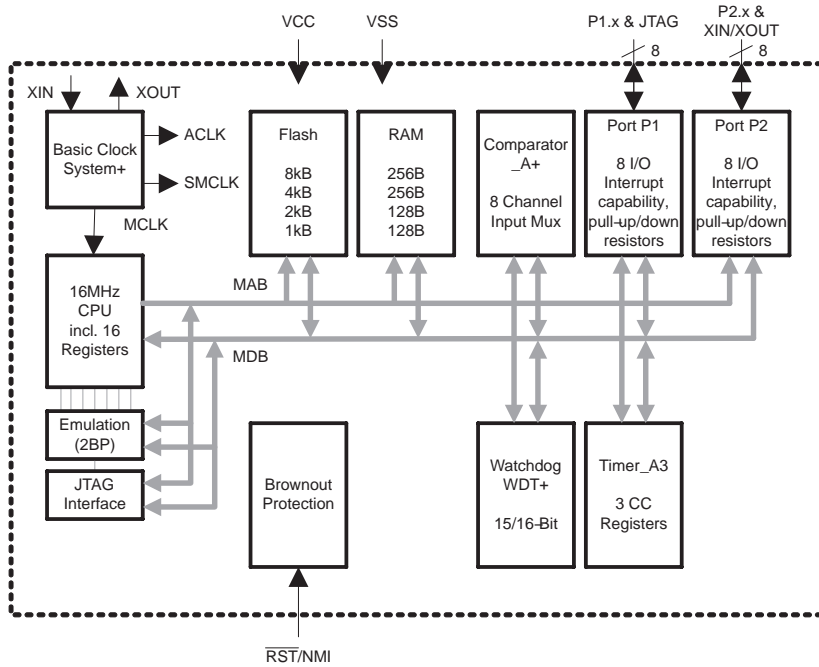 VCC
VSS
P1.x & JTAG
8
P2.x &
XIN/XOUT
8
XIN
XOUT
Basic Clock
System+
ACLK
SMCLK
MCLK
Flash
8kB
4kB
2kB
1kB
RAM
256B
256B
128B
128B
Comparator
_A+
8 Channel
Input Mux
Port P1
8 I/O
Interrupt
capability,
pull-up/down
resistors
Port P2
8 I/O
Interrupt
capability,
pull-up/down
resistors
16MHz
CPU
incl. 16
Registers
MAB
MDB
Emulation
(2BP)
JTAG
Interface
Brownout
Protection
Watchdog
WDT+
15/16-Bit
Timer_A3
3 CC
Registers
RST/NMI